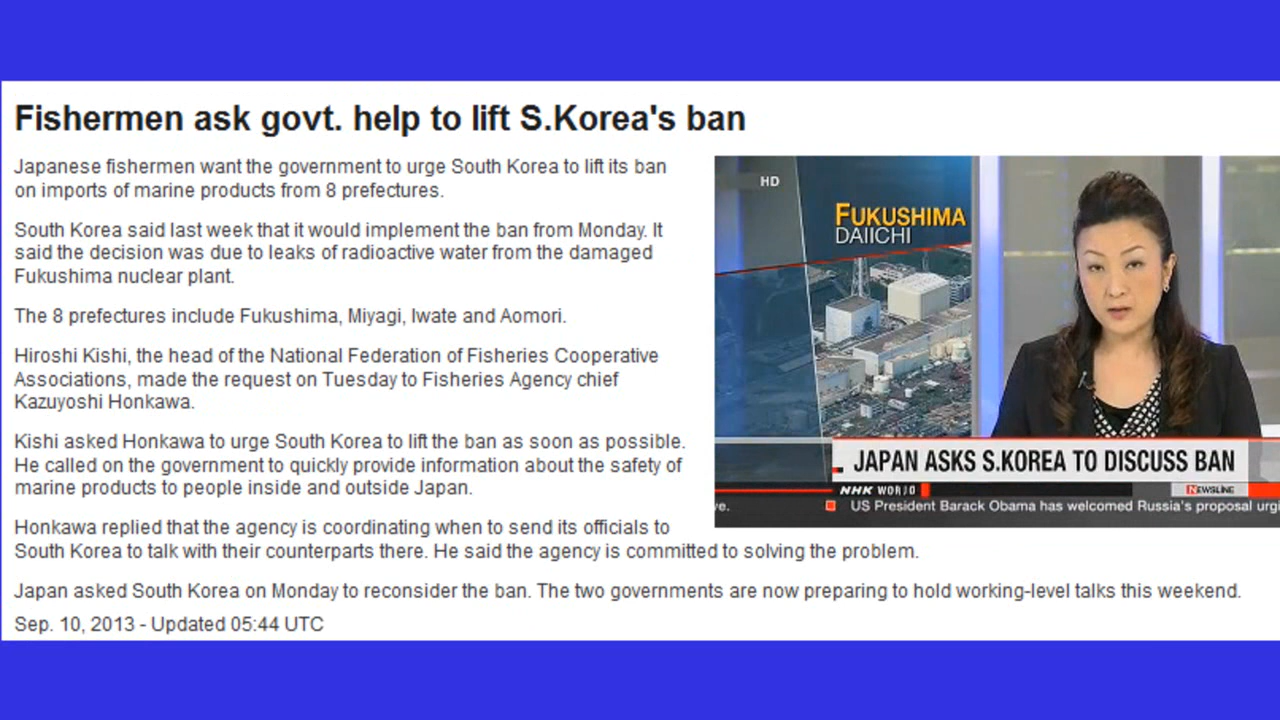 Fishermen ask govt. help to lift S.Korea's ban
Japanese fishermen want the government to urge South Korea to lift its ban
on imports of marine products from 8 prefectures.
South Korea said last week that it would implement the ban from Monday. It
said the decision was due to leaks of radioactive water from the damaged
Fukushima nuclear plant.
The 8 prefectures include Fukushima, Miyagi, Iwate and Aomori.
Hiroshi Kishi, the head of the National Federation of Fisheries Cooperative
Associations, made the request on Tuesday to Fisheries Agency chief
Kazuyoshi Honkawa.
Kishi asked Honkawa to urge South Korea to lift the ban as soon as possible.
He called on the government to quickly provide information about the safety of
marine products to people inside and outside Japan.
Honkawa replied that the agency is coordinating when to send its officials to
South Korea to talk with their counterparts there. He said the agency is committed to solving the problem.
Japan asked South Korea on Monday to reconsider the ban. The two governments are now preparing to hold working-level talks this weekend.
Sep. 10, 2013 - Updated 05:44 UTC
HD
FUKUSHIMA
DAIICHI
JAPAN ASKS S.KOREA TO DISCUSS BAN
NHK WORLD
NEWSLINE
ve.
US President Barack Obama has welcomed Russia's proposal urgi